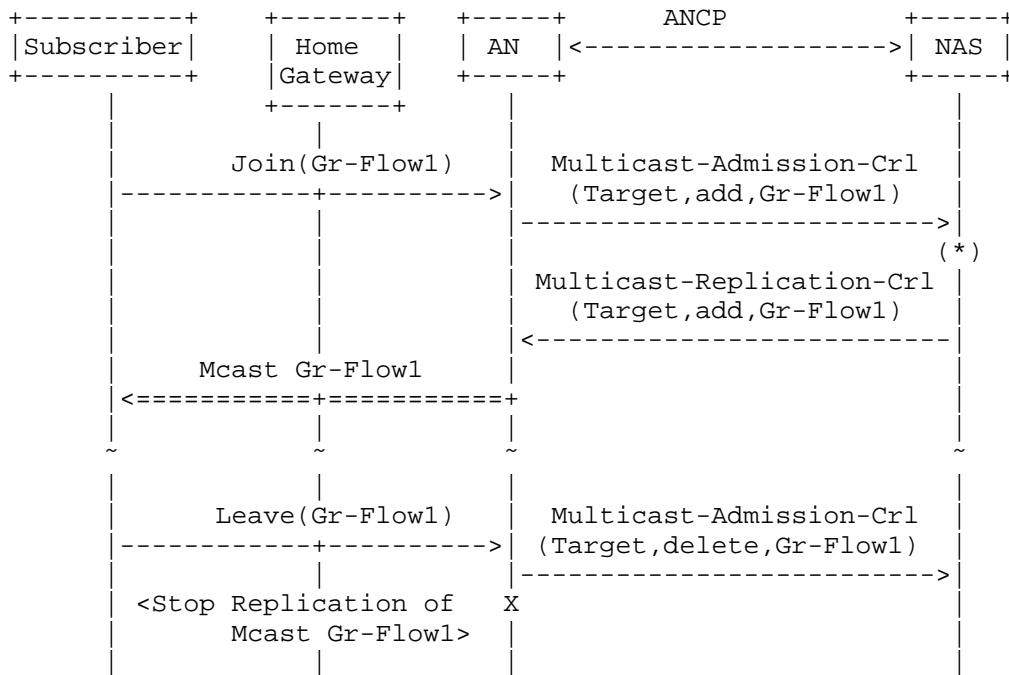 ANCP
Subscriber Home AN NAS
Gateway
Join(Gr-Flow1) Multicast-Admission-Crl
(Target,add,Gr-Flow1)
(*)
Multicast-Replication-Crl
(Target,add,Gr-Flow1)
Mcast Gr-Flow1
Leave(Gr-Flow1) Multicast-Admission-Crl
(Target,delete,Gr-Flow1)
<Stop Replication of X
Mcast Gr-Flow1>